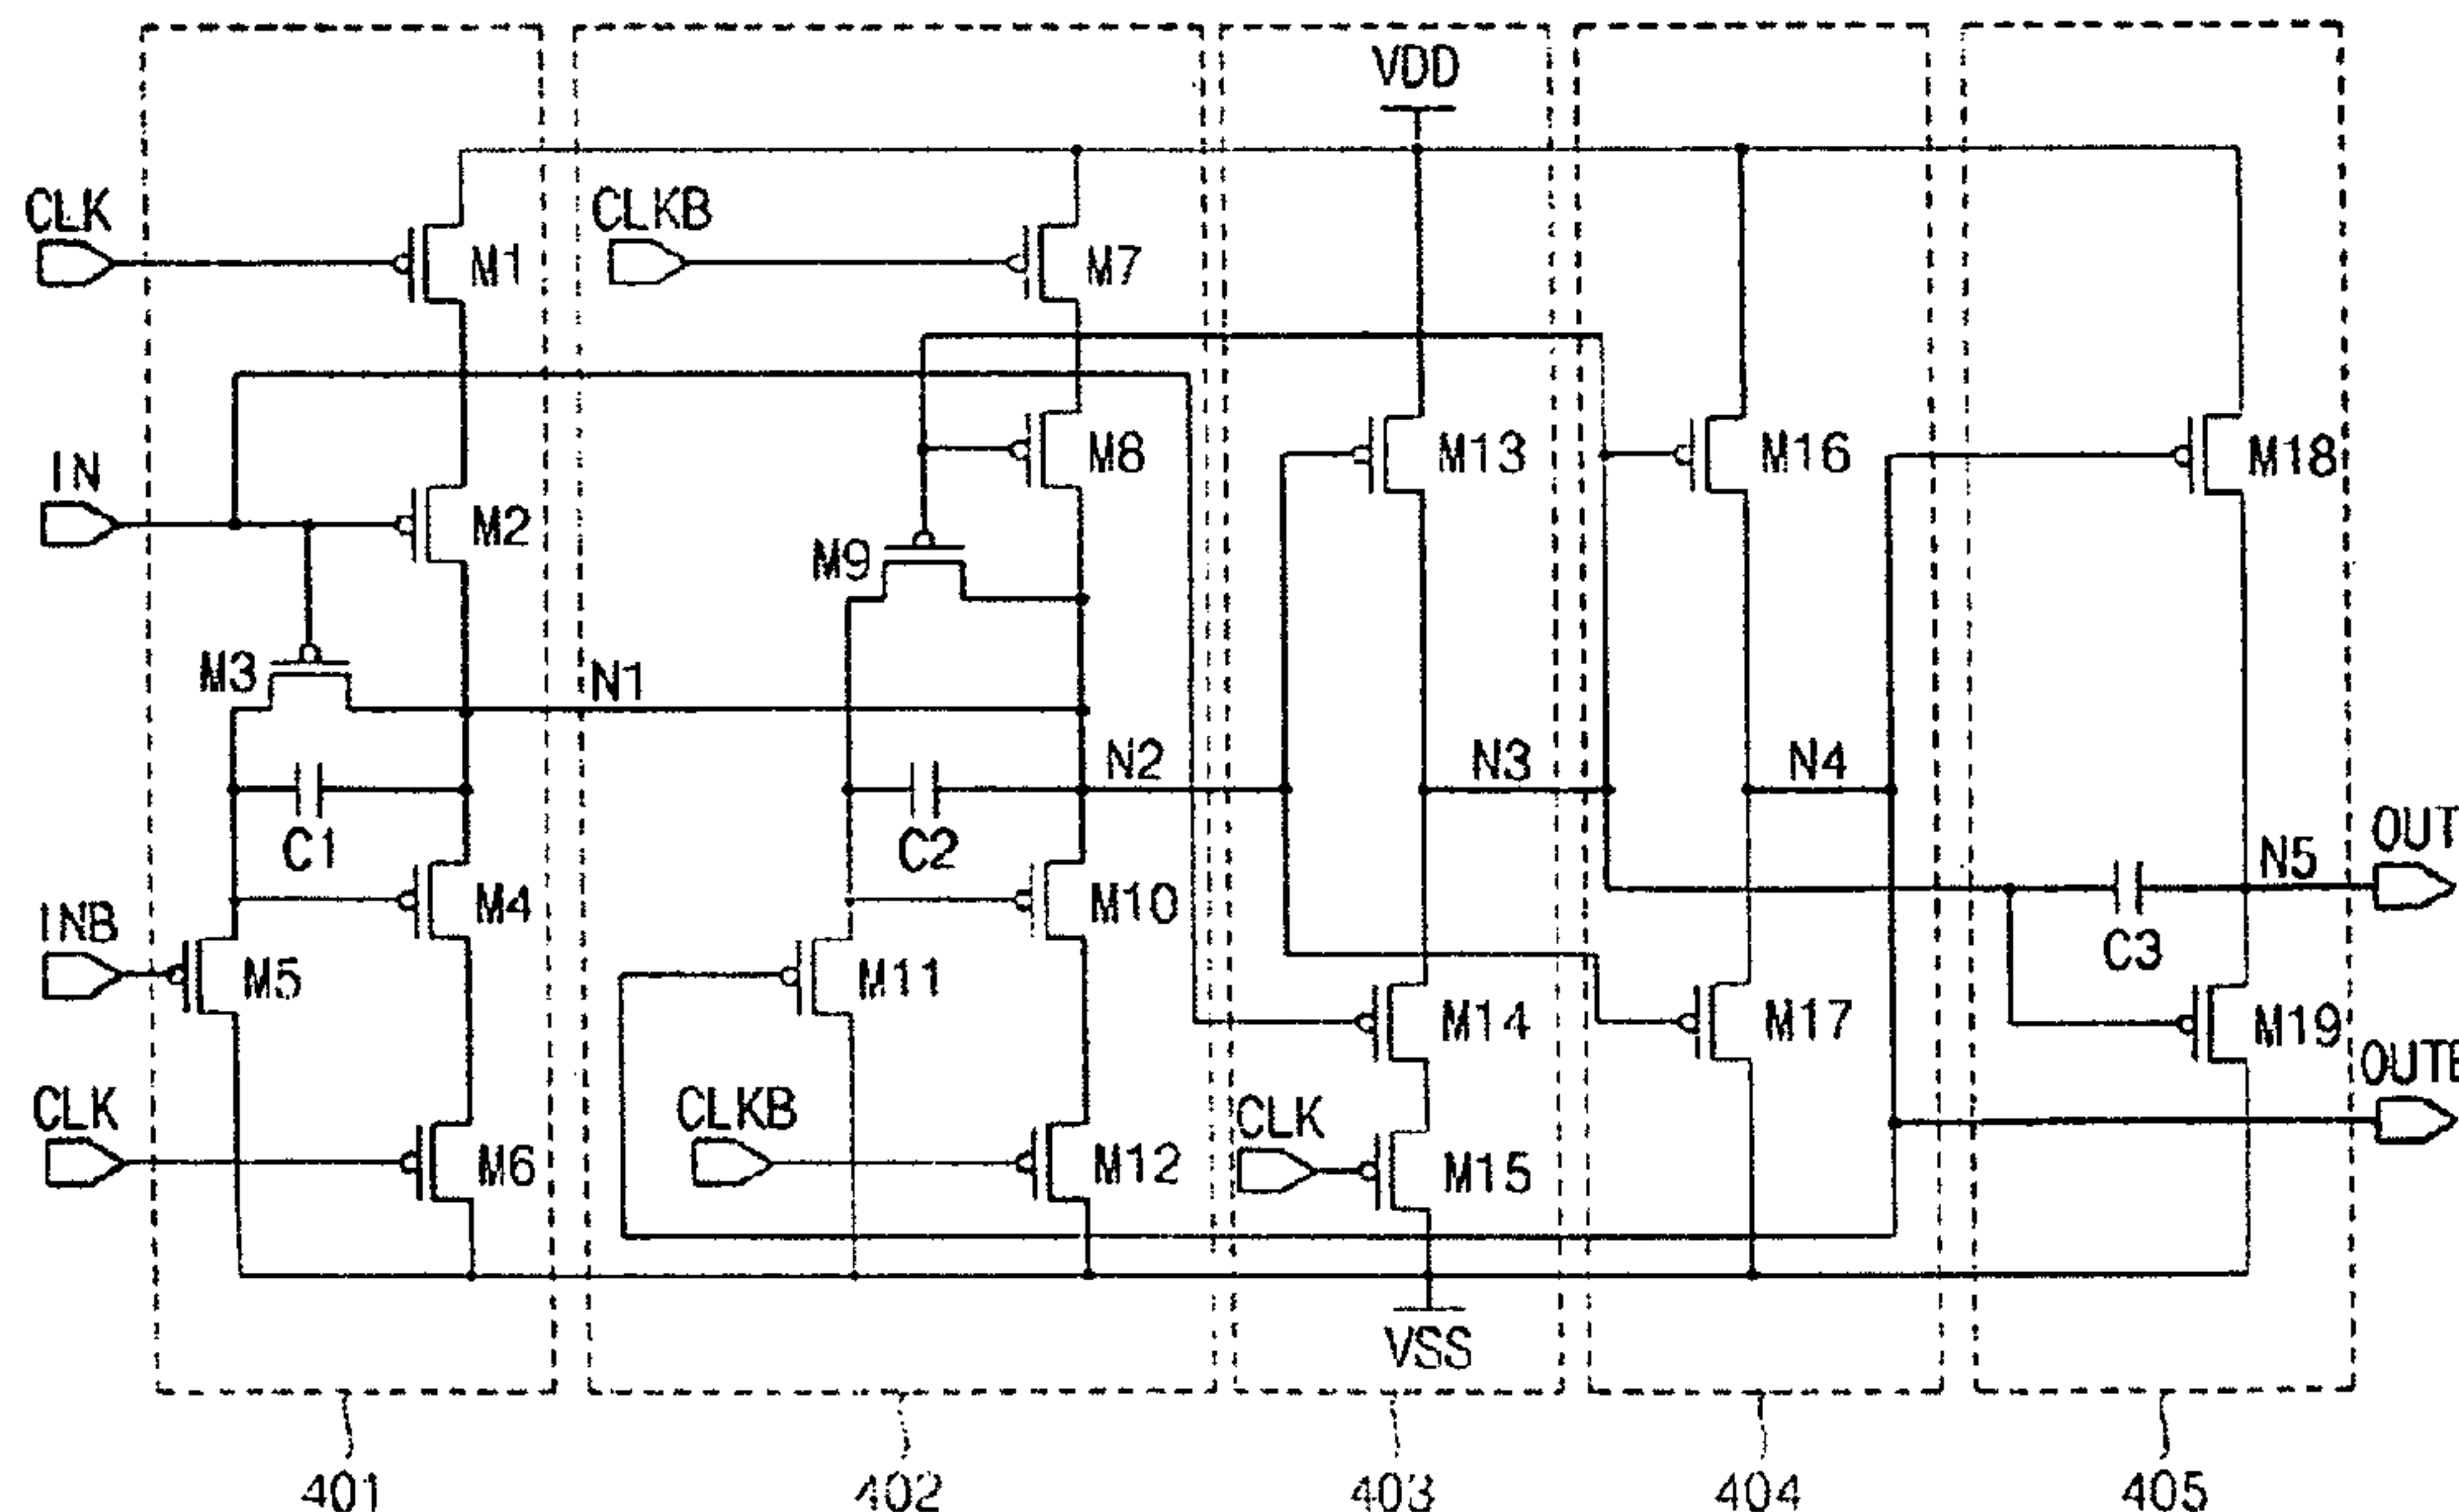 VDD
CLK
CLKB
M1
M7
IN
M2
M8
M13
M16
M18
M9
M3
N1
N2
N3
N4
C1
C2
OUT
N5
INB
M4
M10
C3
M5
M11
M14
M17
M19
CLK
CLKB
CLK
M6
M12
M15
VSS
401
402
403
404
405